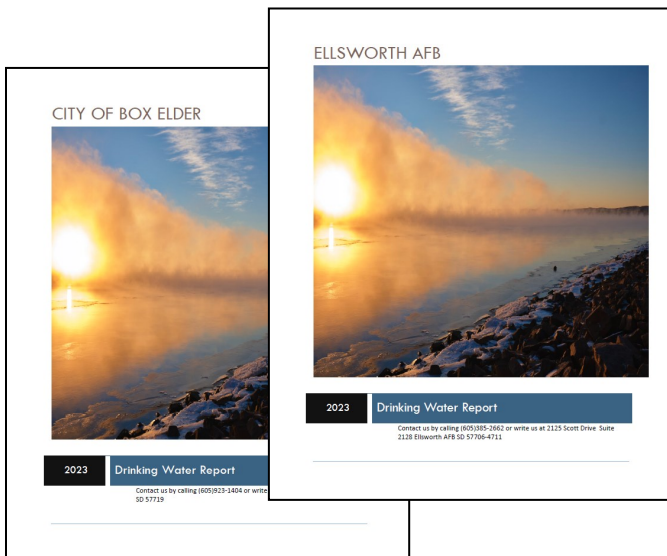 CITY OF BOX ELDER
2023
Drinking Water Report
Contact us by calling (605)923-1404 or write
SD 57719
ELLSWORTH AFB
2023
Drinking Water Report
Contact us by calling (605)385-2662 or write us at 2125 Scott Drive Suite
2128 Ellsworth AFB SD 57706-4711